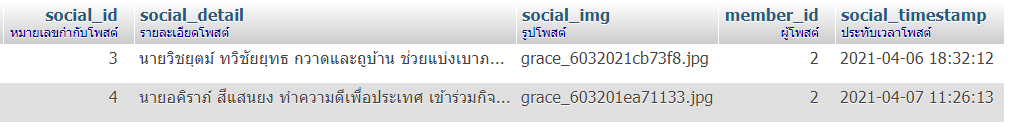 social_id social_detail social_img member_id social_timestamp
หมายเลขกำกับโพสต์ รายละเอียดโพสต์ รูปโพสต์ ผู้โพสต์ ประทับเวลาโพสต์
3 นายวิชยุตม์ ทวิชัยยุทธ กวาดและถูบ้าน ช่วยแบ่งเบาภ... grace_6032021cb73f8.jpg 2 2021-04-06 18:32:12
4 นายอคิราภ์ สีแสนยง ทำความดีเพื่อประเทศ เข้าร่วมกิจ... grace_603201ea71133.jpg 2 2021-04-07 11:26:13